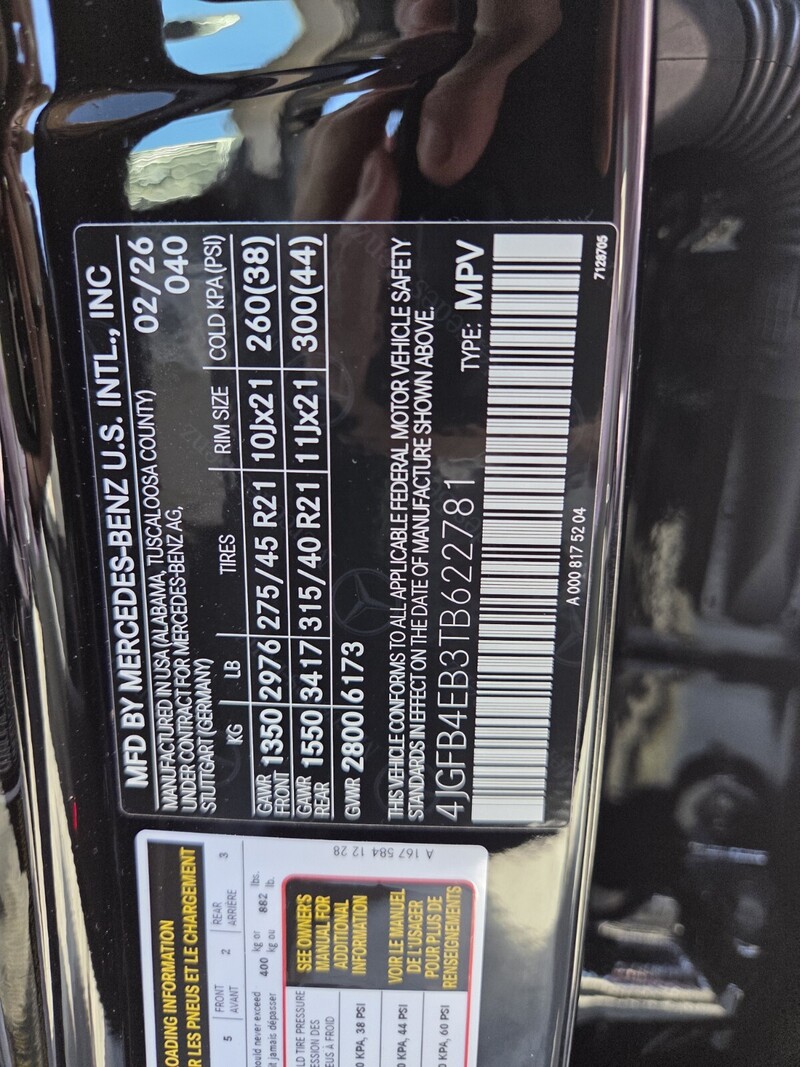 MFD BY MERCEDES-BENZ U.S. INTL., INC
MANUFACTURED IN USA (ALABAMA, TUSCALOOSA COUNTY) 02/26
UNDER CONTRACT FOR MERCEDES-BENZ AG, 040
STUTTGART (GERMANY)
KG LB TIRES RIM SIZE COLD KPA (PSI)
GAWR FRONT 1350 2976 275/45 R21 10Jx21 260(38)
GAWR REAR 1550 3417 315/40 R21 11Jx21 300(44)
GVWR 2800 6173
THIS VEHICLE CONFORMS TO ALL APPLICABLE FEDERAL MOTOR VEHICLE SAFETY
STANDARDS IN EFFECT ON THE DATE OF MANUFACTURE SHOWN ABOVE.
4JGFB4EB3TB622781 TYPE: MPV
A 000 817 52 04 7128705
LOADING INFORMATION
LES PNEUS ET LE CHARGEMENT
5 FRONT AVANT 2 REAR ARRIÈRE 3
should never exceed 400 kg or 882 lbs.
jamais dépasser kg ou lb.
TIRE PRESSURE
À FROID
KPA, 38 PSI
KPA, 44 PSI
KPA, 60 PSI
SEE OWNER'S
MANUAL FOR
ADDITIONAL
INFORMATION
VOIR LE MANUEL
DE L'USAGER
POUR PLUS DE
RENSEIGNEMENTS
A 167 584 12 28